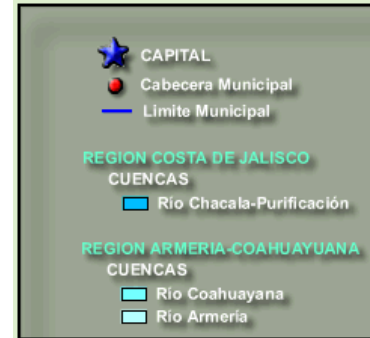 CAPITAL
Cabecera Municipal
Limite Municipal
REGION COSTA DE JALISCO
CUENCAS
Río Chacala-Purificación
REGION ARMERIA-COAHUAYUANA
CUENCAS
Río Coahuayana
Río Armería